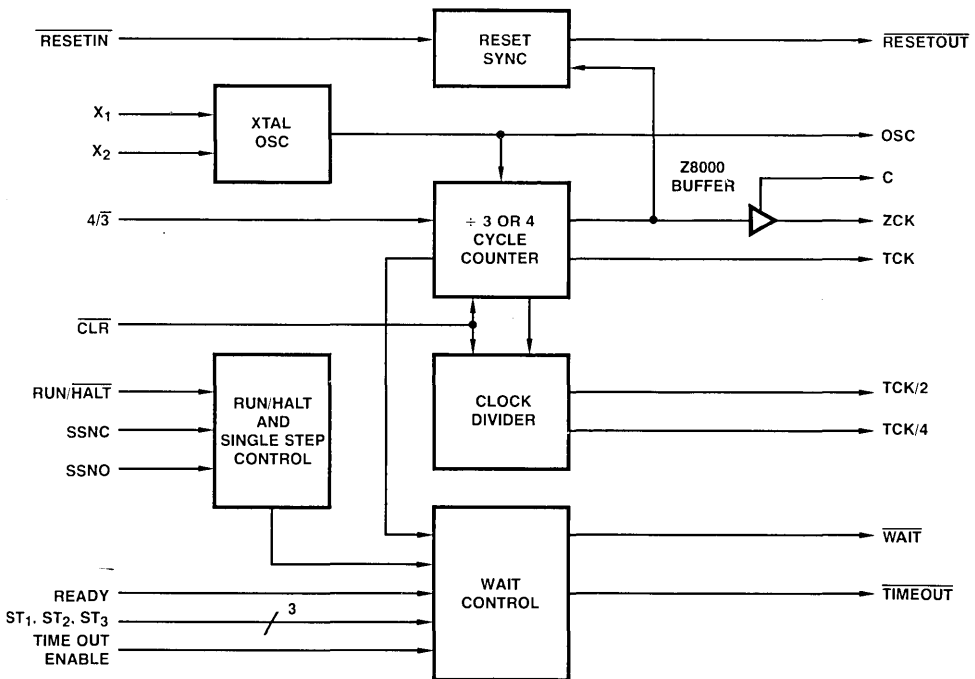 RESETIN
RESET
SYNC
RESETOUT
X1
X2
XTAL
OSC
OSC
Z8000
BUFFER
C
4/3
÷ 3 OR 4
CYCLE
COUNTER
ZCK
TCK
CLR
RUN/HALT
SSNC
SSNO
RUN/HALT
AND
SINGLE STEP
CONTROL
CLOCK
DIVIDER
TCK/2
TCK/4
READY
ST1, ST2, ST3
3
TIME OUT
ENABLE
WAIT
CONTROL
WAIT
TIMEOUT